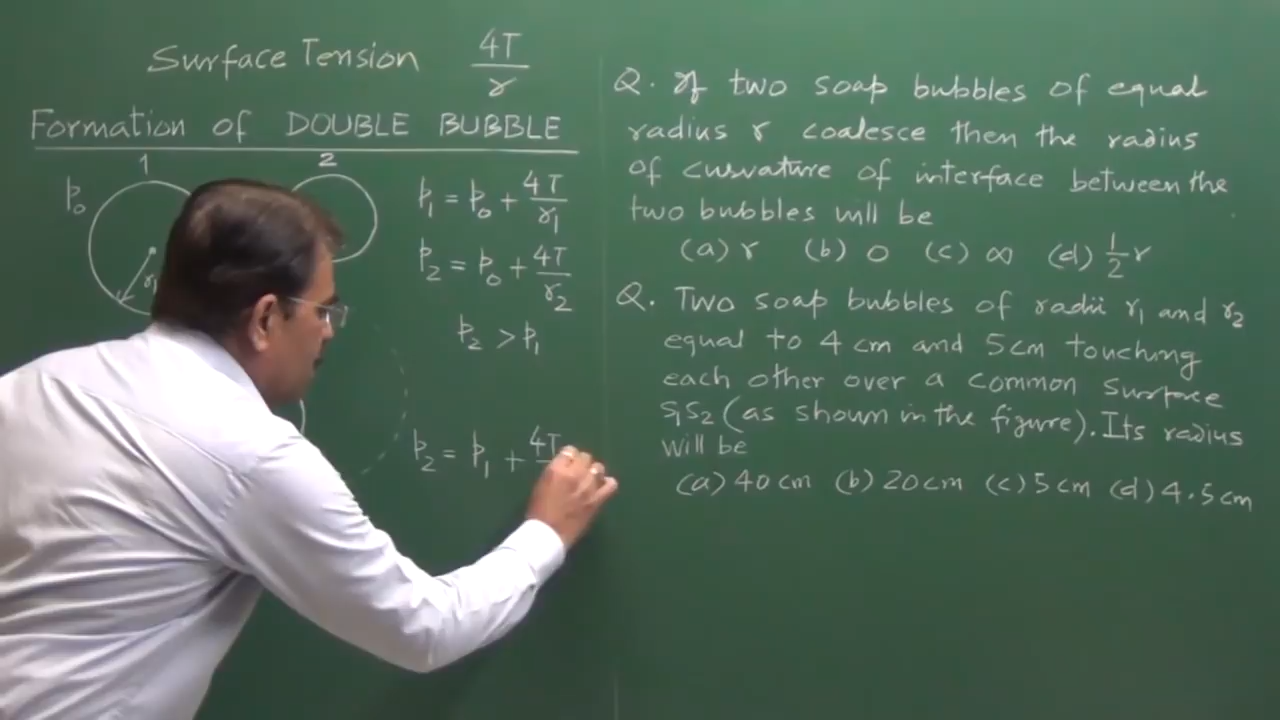 Surface Tension 4T/r
Formation of DOUBLE BUBBLE
1 2
p₀
r₁
p₁ = p₀ + 4T/r₁
p₂ = p₀ + 4T/r₂
p₂ > p₁
p₂ = p₁ + 4T
Q. If two soap bubbles of equal
radius r coalesce then the radius
of curvature of interface between the
two bubbles will be
(a) r (b) 0 (c) ∞ (d) 1/2 r
Q. Two soap bubbles of radii r₁ and r₂
equal to 4 cm and 5 cm touching
each other over a common surface
S₁S₂ (as shown in the figure). Its radius
will be
(a) 40 cm (b) 20 cm (c) 5 cm (d) 4.5 cm